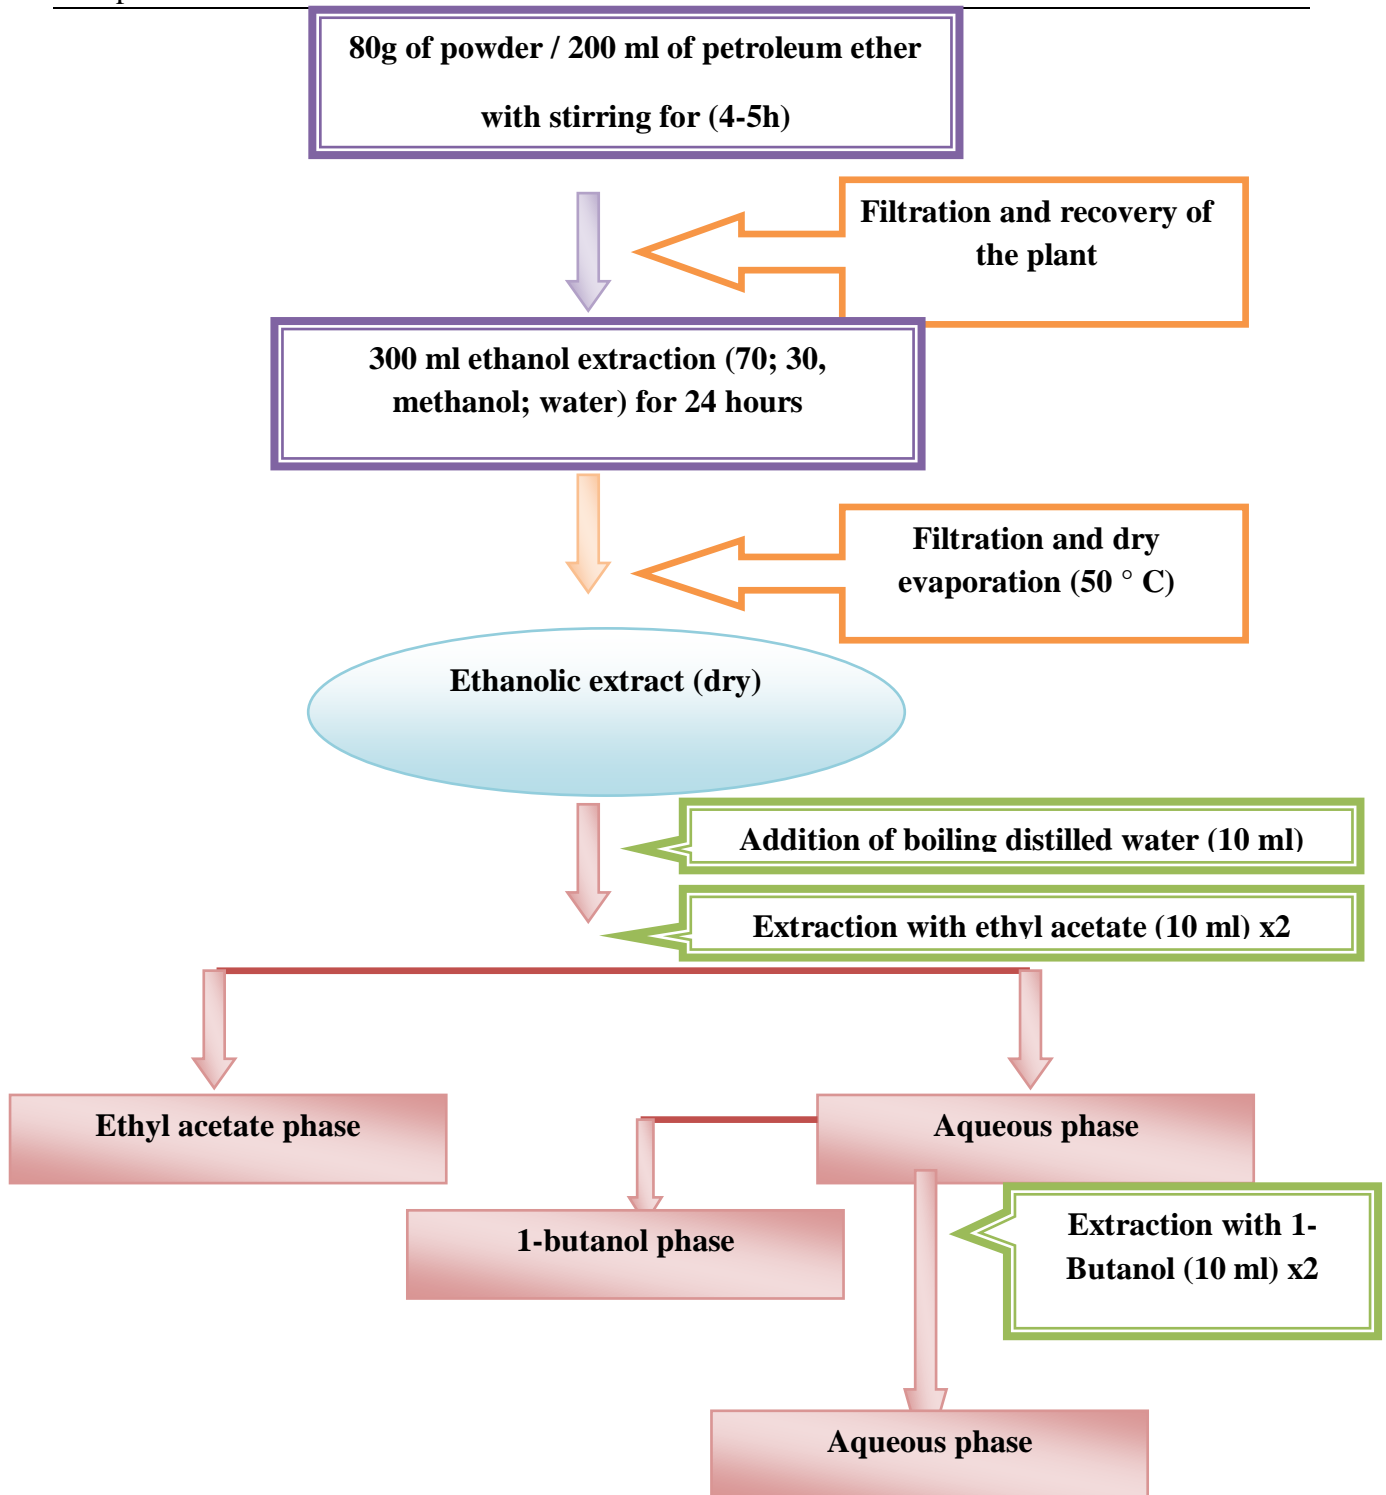 80g of powder / 200 ml of petroleum ether
with stirring for (4-5h)
Filtration and recovery of
the plant
300 ml ethanol extraction (70; 30,
methanol; water) for 24 hours
Filtration and dry
evaporation (50 ° C)
Ethanolic extract (dry)
Addition of boiling distilled water (10 ml)
Extraction with ethyl acetate (10 ml) x2
Ethyl acetate phase
Aqueous phase
1-butanol phase
Extraction with 1-
Butanol (10 ml) x2
Aqueous phase